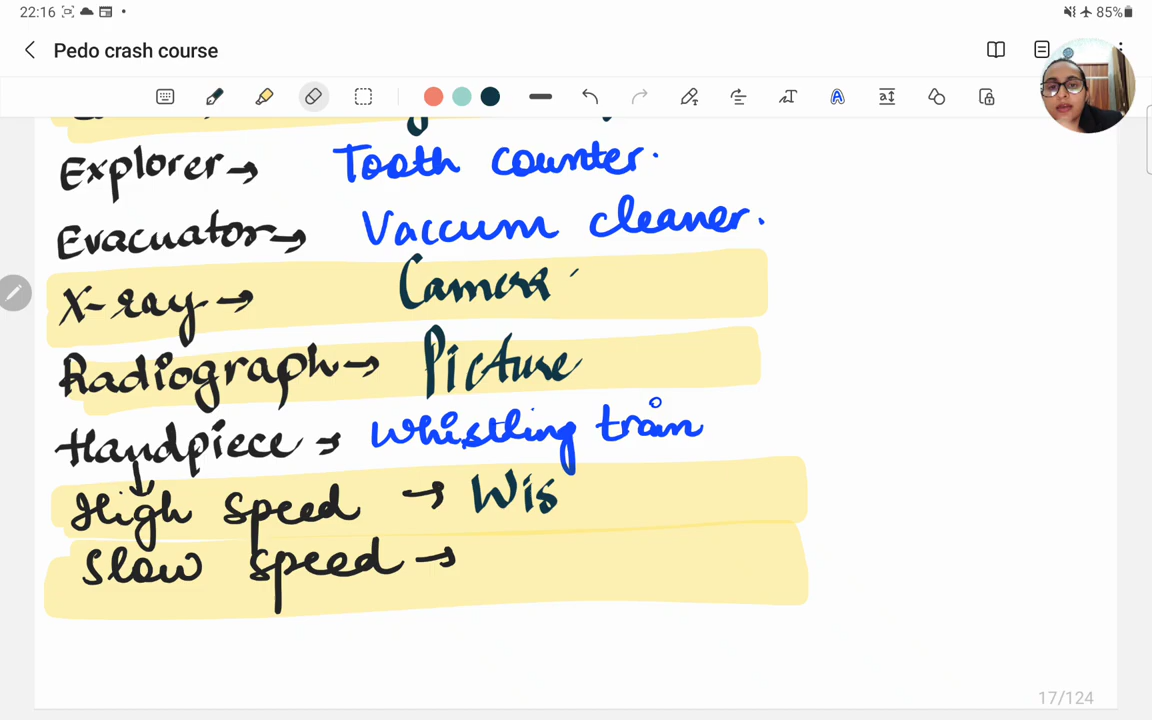 22:16 85%
Pedo crash course
Explorer→ Tooth counter.
Evacuator→ Vaccum cleaner.
X-ray → Camera
Radiograph→ Picture
Handpiece → Whistling train
High speed → Wis
Slow speed →
17/124